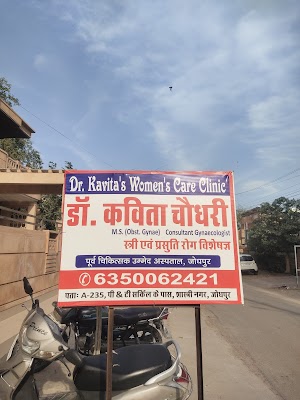 Dr. Kavita's Women's Care Clinic
डॉ. कविता चौधरी
M.S. (Obst. Gynae) Consultant Gynaecologist
स्त्री एवं प्रसुति रोग विशेषज्ञ
पूर्व चिकित्सक उम्मेद अस्पताल, जोधपुर
6350062421
पताः A-235, पी & टी सर्किल के पास, शास्त्री नगर, जोधपुर